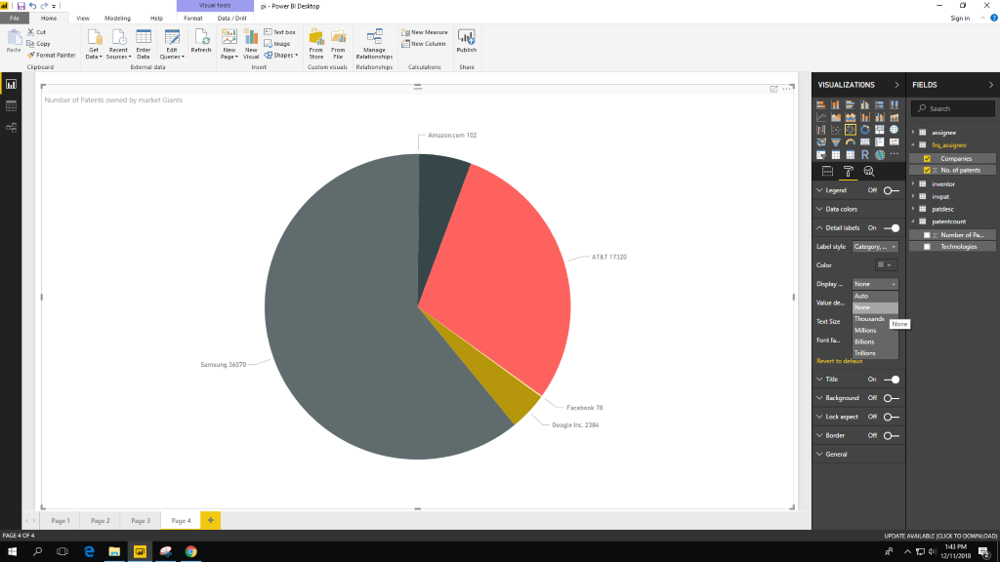 Visual tools
pi - Power BI Desktop
File Home View Modeling Help Format Data / Drill
Sign in
Paste
Cut
Copy
Format Painter
Clipboard
Get Data
Recent Sources
Enter Data
Edit Queries
Refresh
External data
New Page
New Visual
Text box
Image
Shapes
Insert
From Store
From File
Custom visuals
Manage Relationships
Relationships
New Measure
New Column
Calculations
Publish
Share
Number of Patents owned by market Giants
Amazon.com 102
AT&T 17320
Samsung 36070
Facebook 78
Google Inc. 2384
VISUALIZATIONS
R
Legend Off
Data colors
Detail labels On
Label style Category, ...
Color
Display ... None
Auto
None
Value de...
Thousands
None
Text Size
Millions
Font fa...
Billions
Trillions
Revert to default
Title On
Background Off
Lock aspect Off
Border Off
General
FIELDS
Search
assignee
frq_assignee
Companies
Σ No. of patents
inventor
invpat
patdesc
patentcount
Σ Number of Pa...
Technologies
Page 1 Page 2 Page 3 Page 4 +
PAGE 4 OF 4
UPDATE AVAILABLE (CLICK TO DOWNLOAD)
1:43 PM
12/11/2018
2